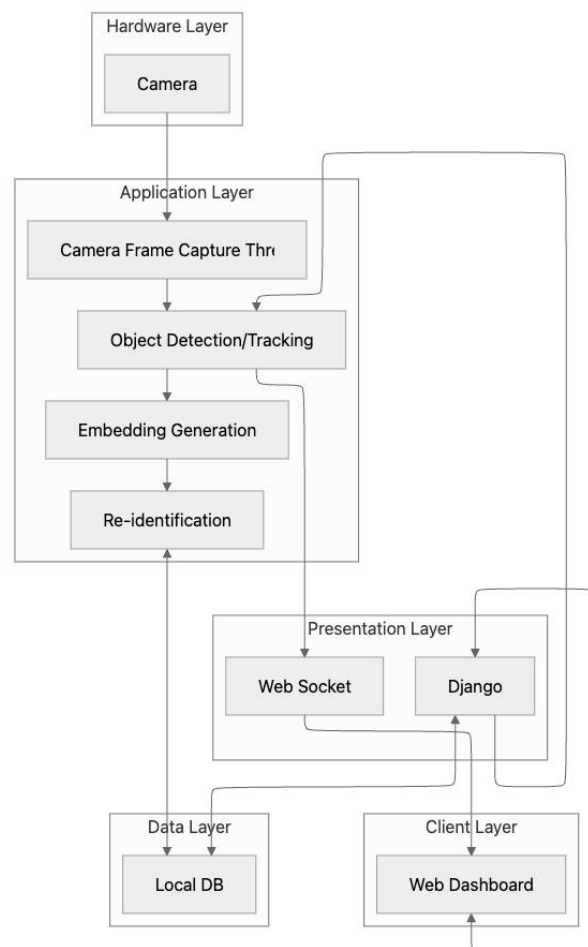 Hardware Layer
Camera
Application Layer
Camera Frame Capture Thre
Object Detection/Tracking
Embedding Generation
Re-identification
Presentation Layer
Web Socket
Django
Data Layer
Client Layer
Local DB
Web Dashboard